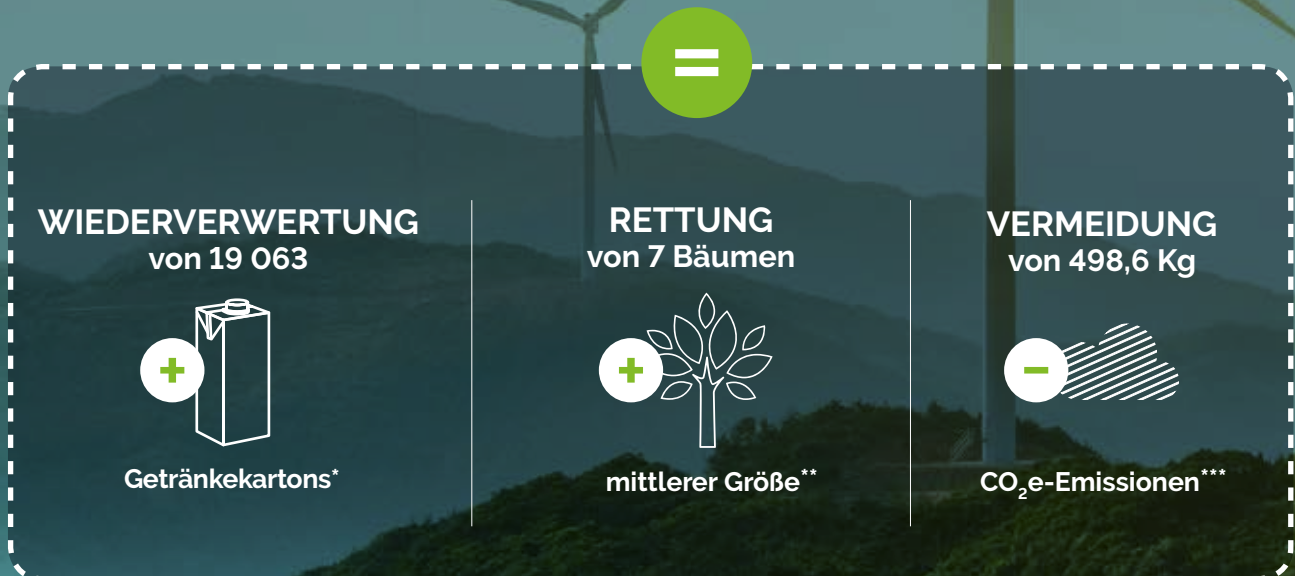 =
WIEDERVERWERTUNG
von 19 063
+
Getränkekartons*
RETTUNG
von 7 Bäumen
+
mittlerer Größe**
VERMEIDUNG
von 498,6 Kg
−
CO₂e-Emissionen***